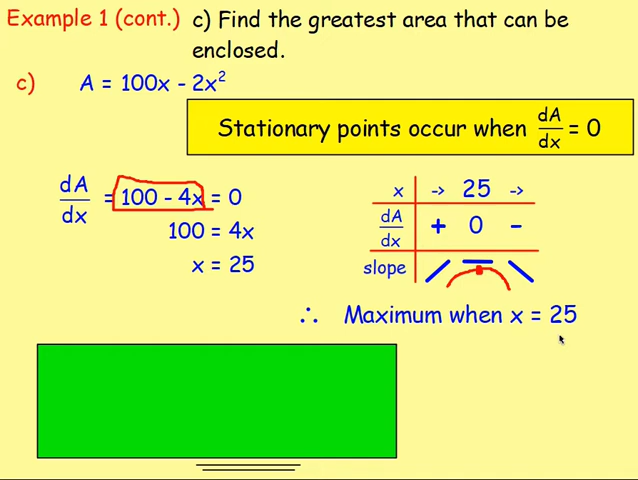 Example 1 (cont.) c) Find the greatest area that can be
enclosed.
c) A = 100x - 2x²
Stationary points occur when dA/dx = 0
dA/dx = 100 - 4x = 0
100 = 4x
x = 25
x -> 25 ->
dA/dx + 0 -
slope
∴ Maximum when x = 25